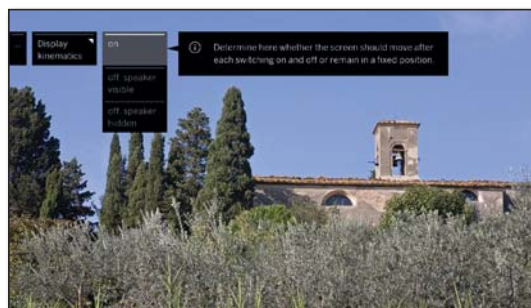 ...
Display
kinematics
on
Determine here whether the screen should move after
each switching on and off or remain in a fixed position.
off: speaker
visible
off: speaker
hidden